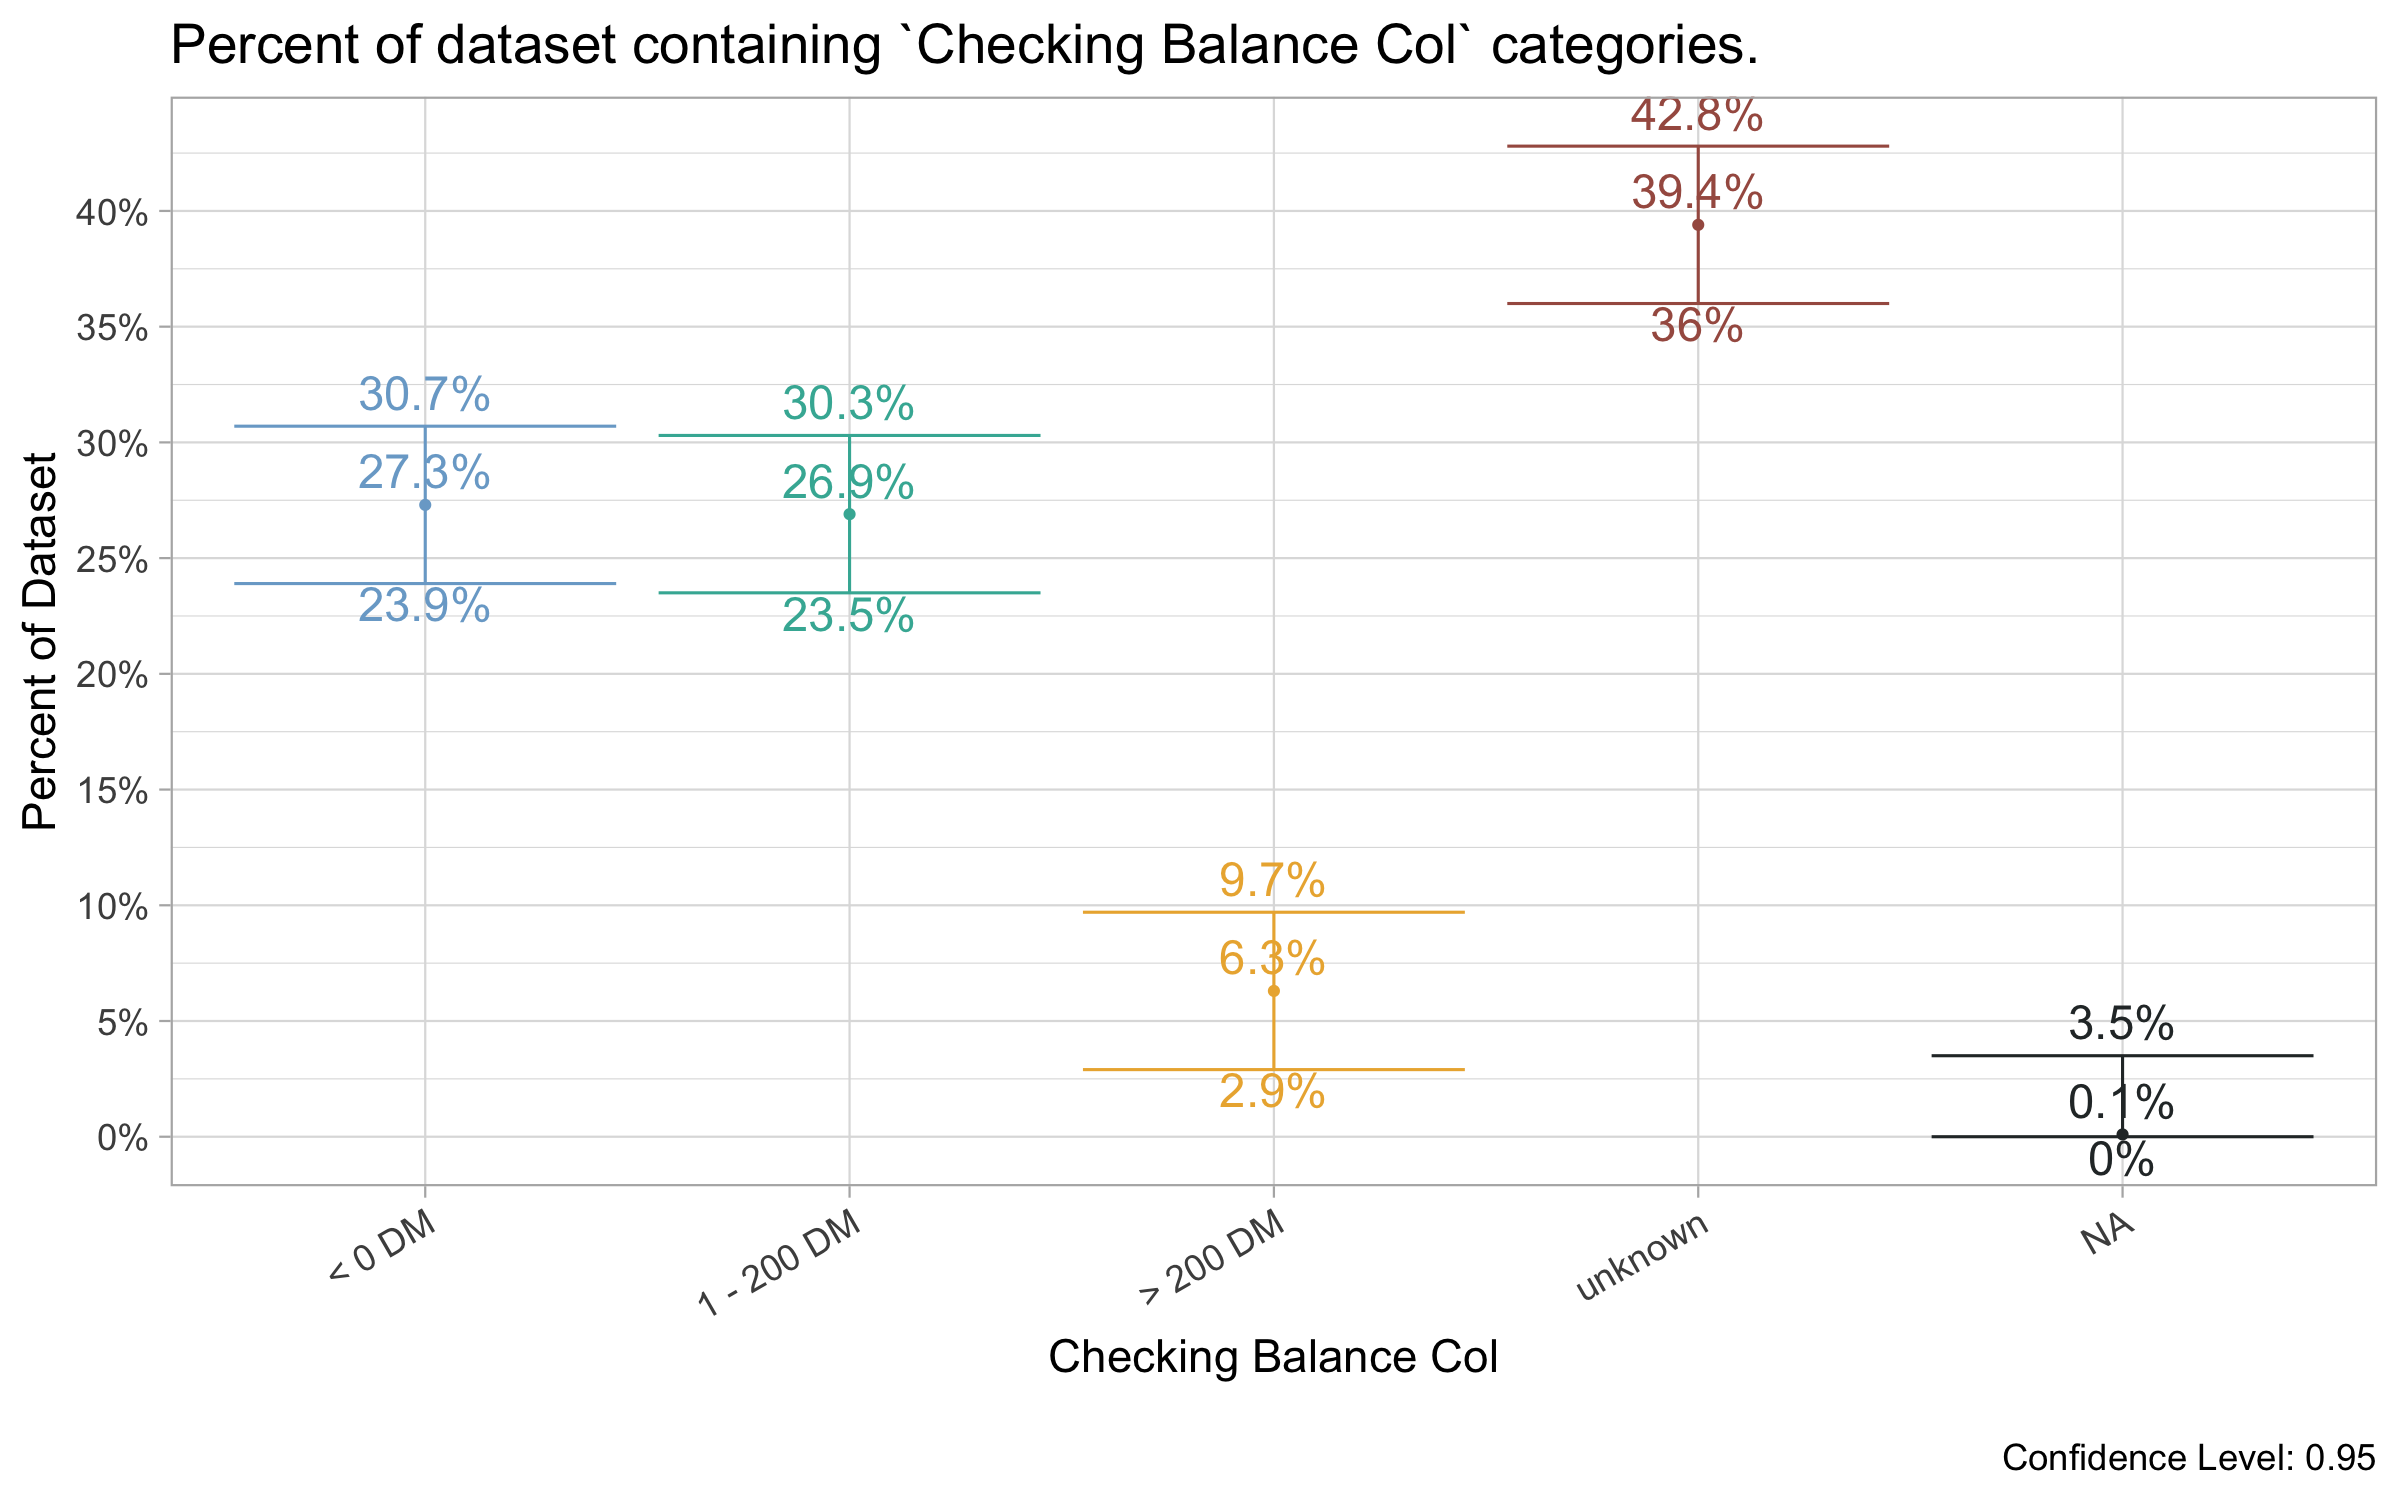 Percent of dataset containing `Checking Balance Col` categories.
Percent of Dataset
40%
35%
30%
25%
20%
15%
10%
5%
0%
30.7%
27.3%
23.9%
30.3%
26.9%
23.5%
9.7%
6.3%
2.9%
42.8%
39.4%
36%
3.5%
0.1%
0%
< 0 DM
1 - 200 DM
> 200 DM
unknown
NA
Checking Balance Col
Confidence Level: 0.95